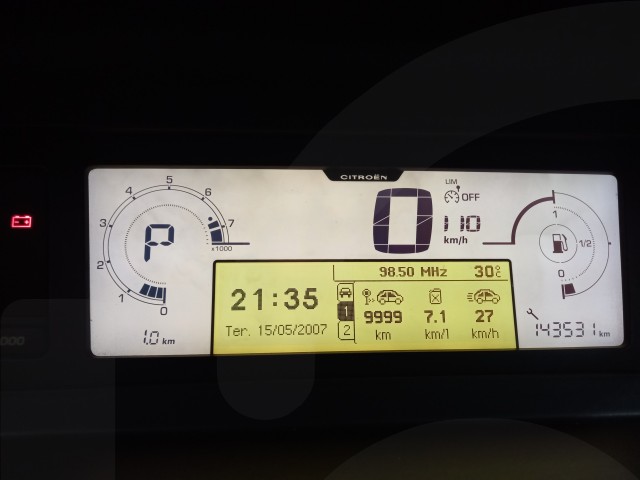 CITROËN
5
4
6
3
7
x1000
2
1
0
P
1.0 km
0
LIM
OFF
110
km/h
1
1/2
0
98.50 MHz 30°C
21:35
Ter. 15/05/2007
1
2
9999 7.1 27
km km/l km/h
143531 km
000